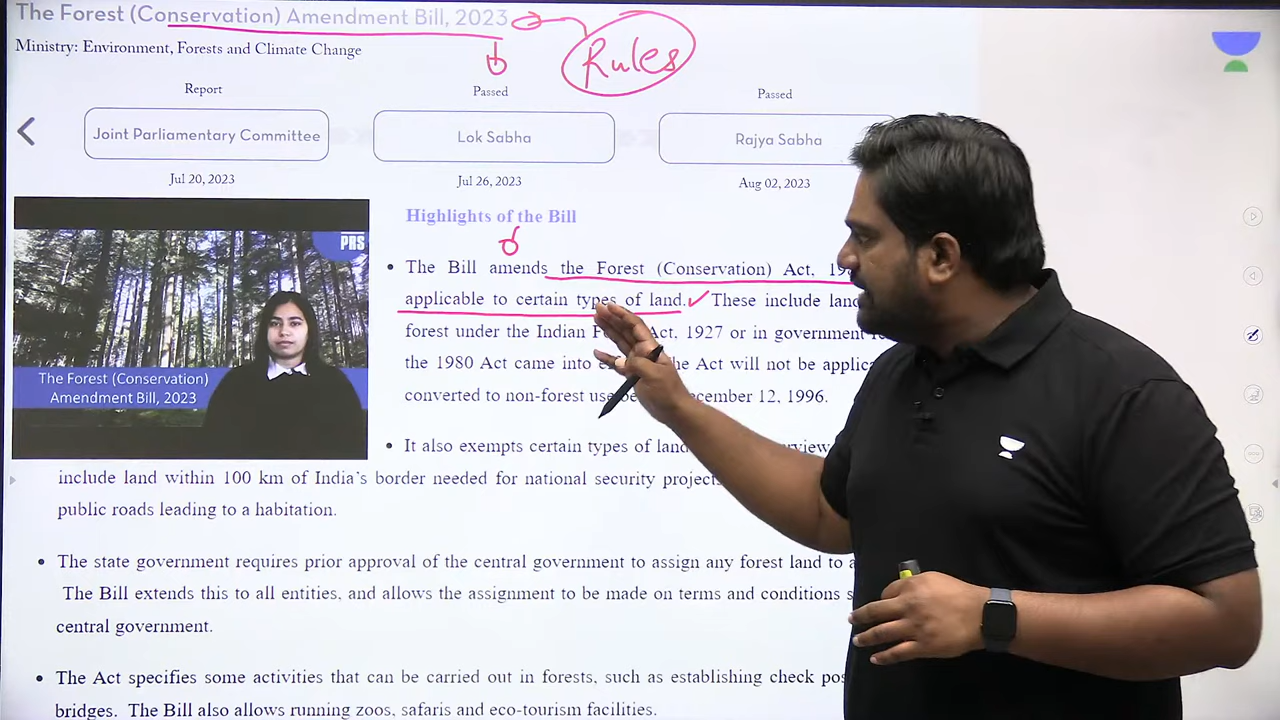 The Forest (Conservation) Amendment Bill, 2023
Rules
Ministry: Environment, Forests and Climate Change
Report
Passed
Passed
Joint Parliamentary Committee
Lok Sabha
Rajya Sabha
Jul 20, 2023
Jul 26, 2023
Aug 02, 2023
Highlights of the Bill
PRS
The Forest (Conservation)
Amendment Bill, 2023
• The Bill amends the Forest (Conservation) Act,
applicable to certain types of land. These include
forest under the Indian Act, 1927 or in government
the 1980 Act came into the Act will not be
converted to non-forest use December 12, 1996.
• It also exempts certain types of land
include land within 100 km of India's border needed for national security
public roads leading to a habitation.
• The state government requires prior approval of the central government to assign any forest land to
The Bill extends this to all entities, and allows the assignment to be made on terms and conditions
central government.
• The Act specifies some activities that can be carried out in forests, such as establishing check
bridges. The Bill also allows running zoos, safaris and eco-tourism facilities.